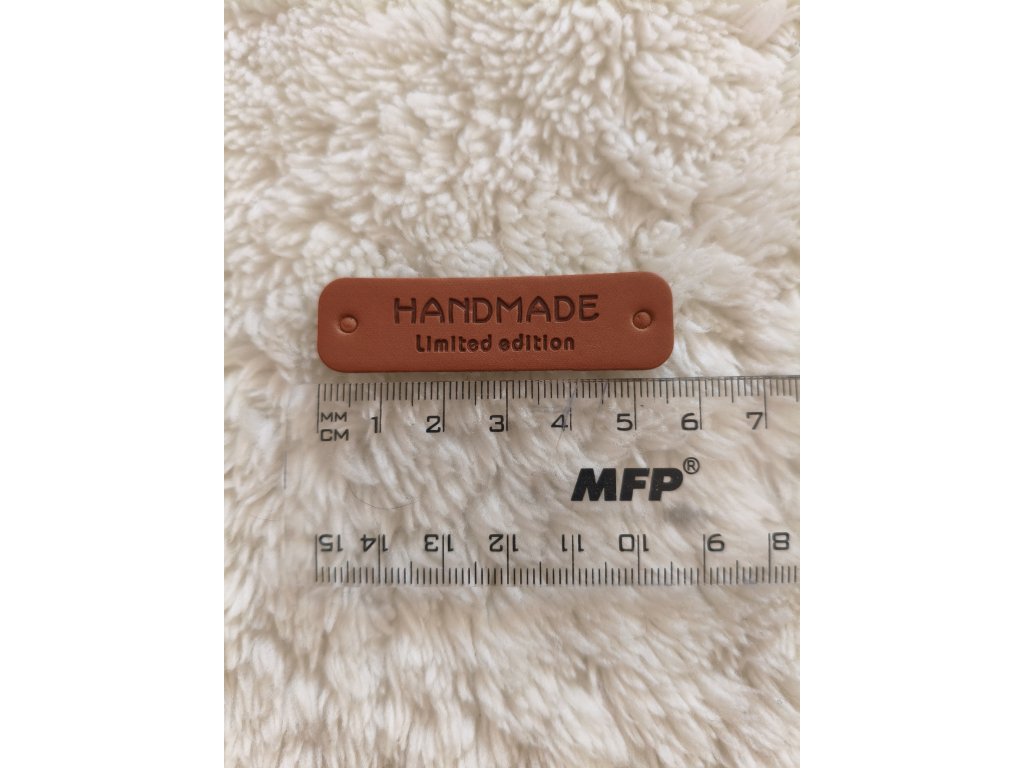 HANDMADE
Limited edition
MM
CM 1 2 3 4 5 6 7
MFP®
15 14 13 12 11 10 9 8